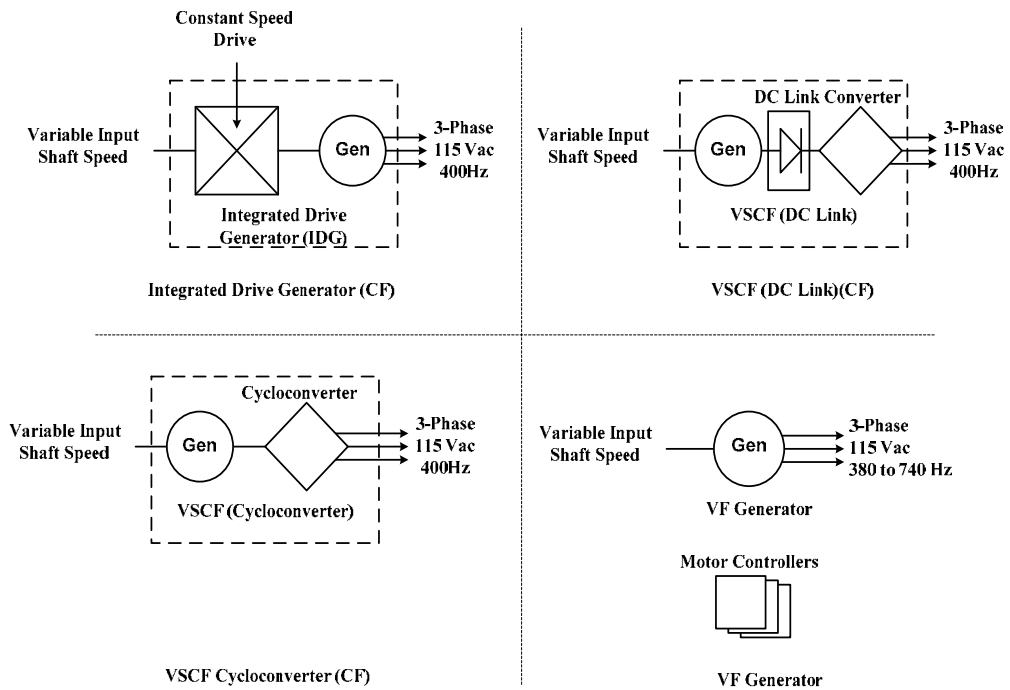 Constant Speed
Drive
Variable Input
Shaft Speed
Gen
3-Phase
115 Vac
400Hz
Integrated Drive
Generator (IDG)
Integrated Drive Generator (CF)
DC Link Converter
Variable Input
Shaft Speed
Gen
3-Phase
115 Vac
400Hz
VSCF (DC Link)
VSCF (DC Link)(CF)
Cycloconverter
Variable Input
Shaft Speed
Gen
3-Phase
115 Vac
400Hz
VSCF (Cycloconverter)
VSCF Cycloconverter (CF)
Variable Input
Shaft Speed
Gen
3-Phase
115 Vac
380 to 740 Hz
VF Generator
Motor Controllers
VF Generator